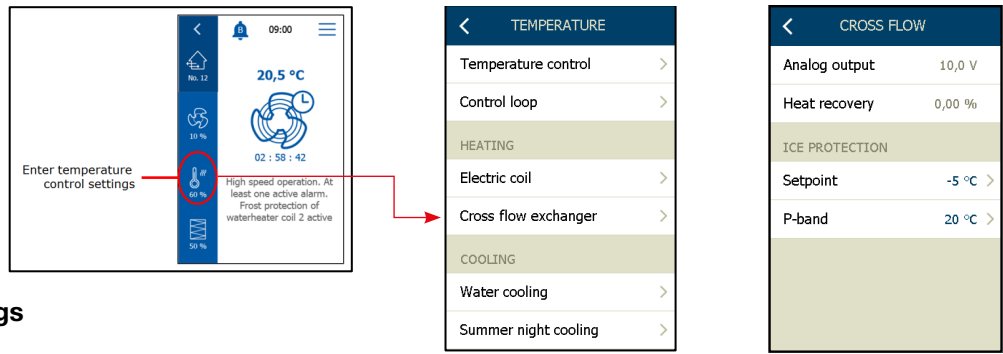 09:00
B
No. 12
20,5 °C
10 %
02 : 58 : 42
Enter temperature
control settings
60 %
High speed operation. At
least one active alarm.
Frost protection of
waterheater coil 2 active
50 %
gs
TEMPERATURE
Temperature control
Control loop
HEATING
Electric coil
Cross flow exchanger
COOLING
Water cooling
Summer night cooling
CROSS FLOW
Analog output 10,0 V
Heat recovery 0,00 %
ICE PROTECTION
Setpoint -5 °C
P-band 20 °C